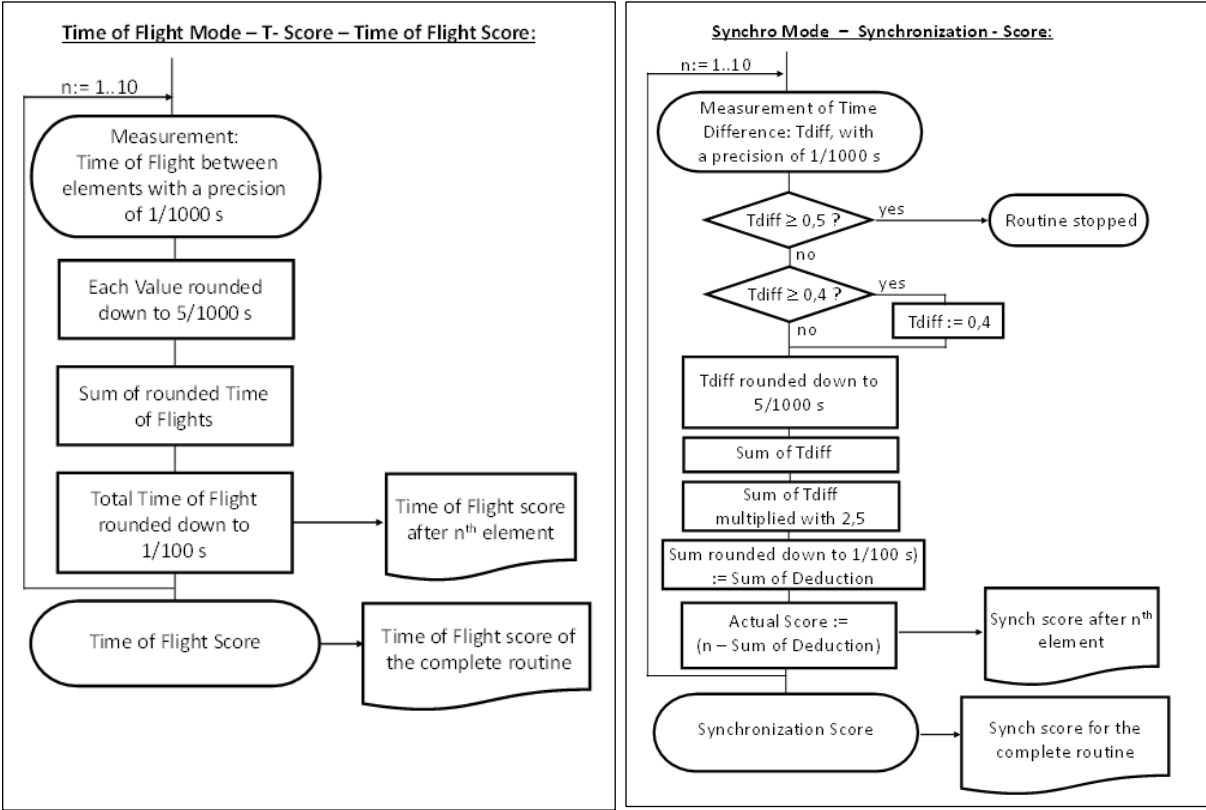 Time of Flight Mode – T- Score – Time of Flight Score:
n:= 1..10
Measurement:
Time of Flight between
elements with a precision
of 1/1000 s
Each Value rounded
down to 5/1000 s
Sum of rounded Time
of Flights
Total Time of Flight
rounded down to
1/100 s
Time of Flight score
after nth element
Time of Flight Score
Time of Flight score of
the complete routine
Synchro Mode – Synchronization - Score:
n:= 1..10
Measurement of Time
Difference: Tdiff, with
a precision of 1/1000 s
Tdiff ≥ 0,5 ?
yes
Routine stopped
no
Tdiff ≥ 0,4 ?
yes
Tdiff := 0,4
no
Tdiff rounded down to
5/1000 s
Sum of Tdiff
Sum of Tdiff
multiplied with 2,5
Sum rounded down to 1/100 s)
:= Sum of Deduction
Actual Score :=
(n – Sum of Deduction)
Synch score after nth
element
Synchronization Score
Synch score for the
complete routine